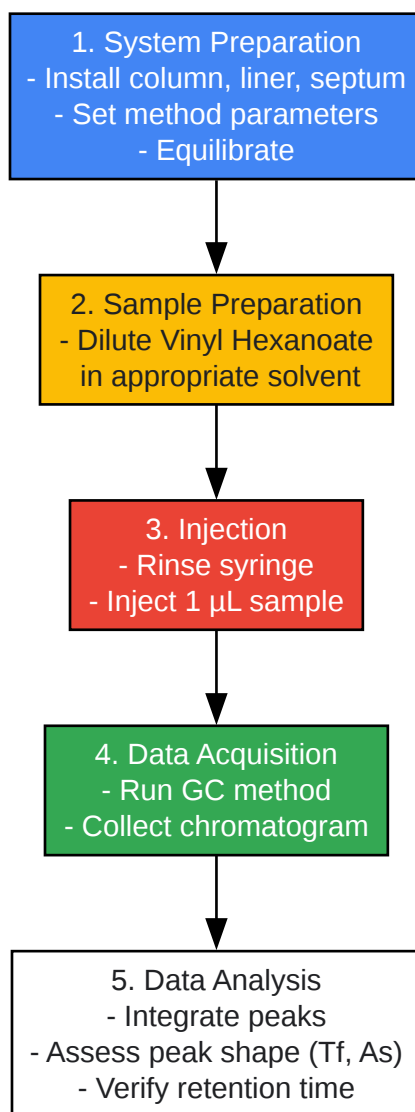 1. System Preparation
- Install column, liner, septum
- Set method parameters
- Equilibrate
2. Sample Preparation
- Dilute Vinyl Hexanoate
in appropriate solvent
3. Injection
- Rinse syringe
- Inject 1 µL sample
4. Data Acquisition
- Run GC method
- Collect chromatogram
5. Data Analysis
- Integrate peaks
- Assess peak shape (Tf, As)
- Verify retention time